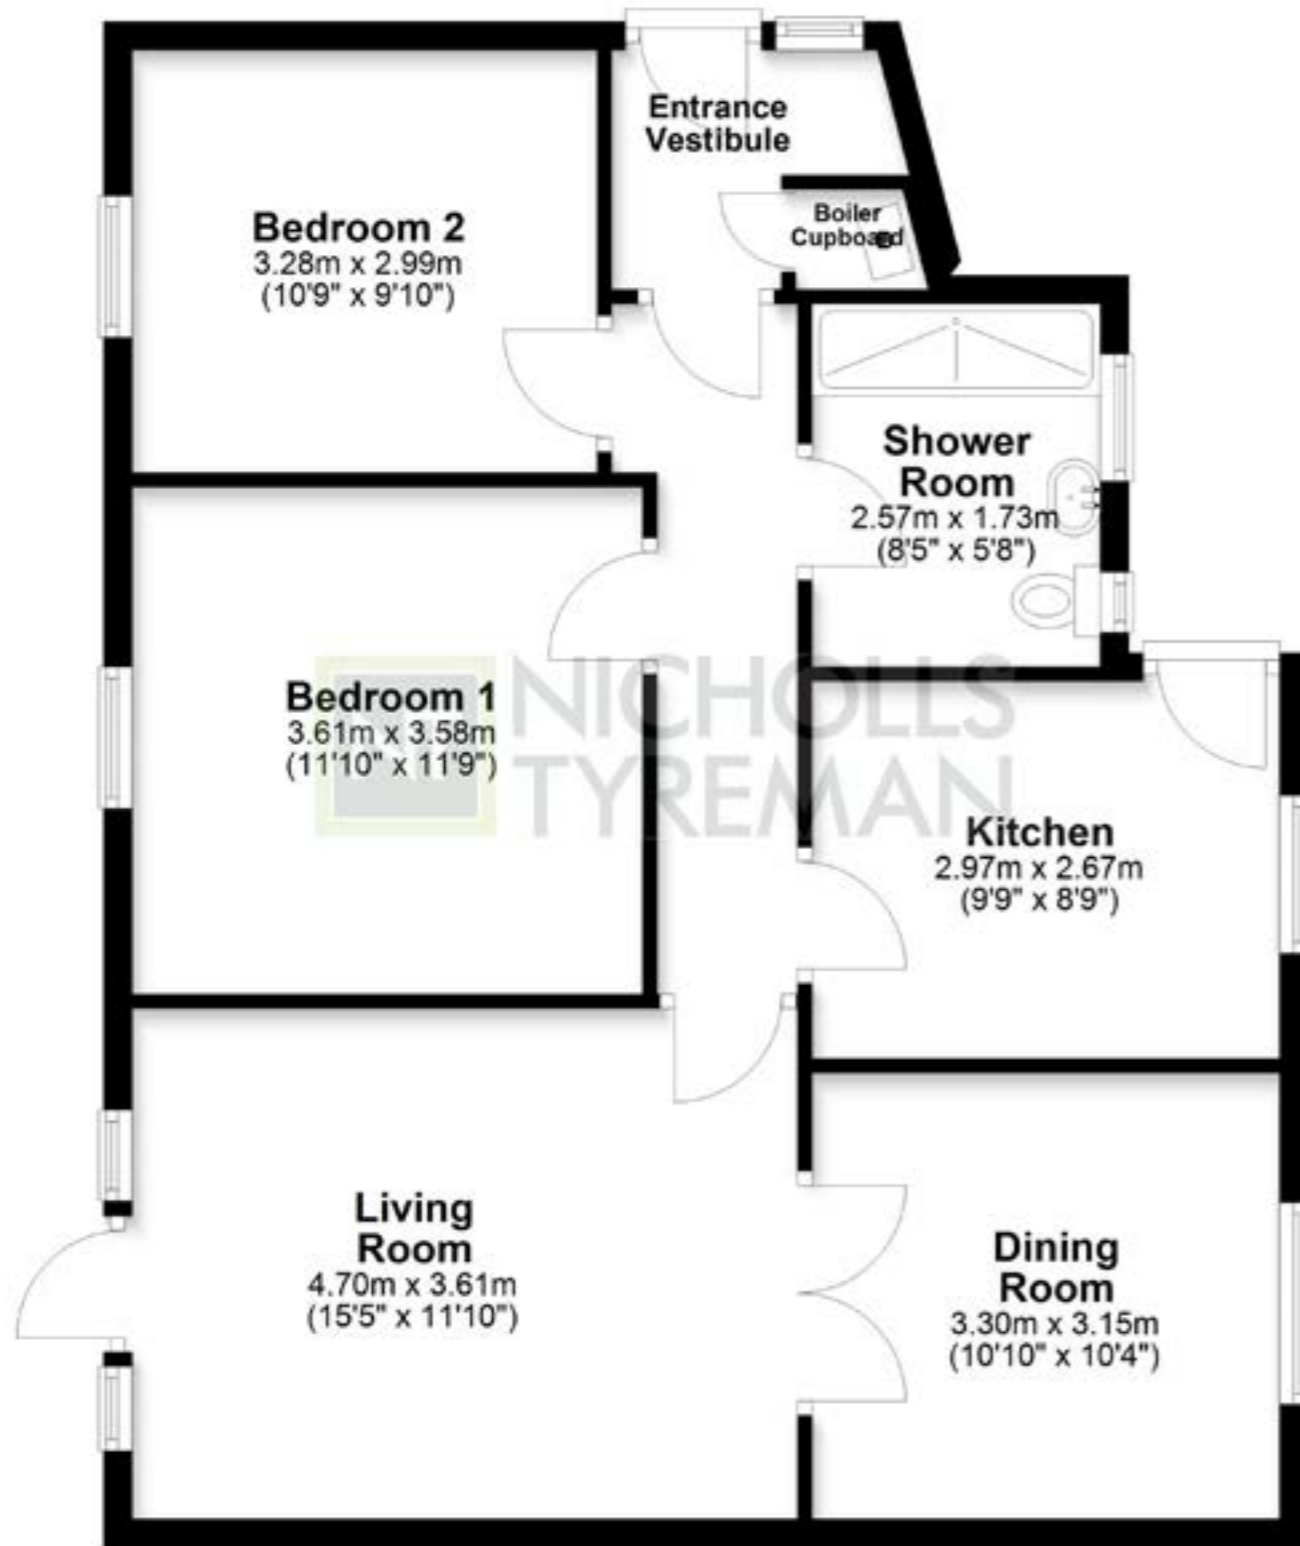 Entrance
Vestibule
Boiler
Cupboard
Bedroom 2
3.28m x 2.99m
(10'9" x 9'10")
Shower
Room
2.57m x 1.73m
(8'5" x 5'8")
Bedroom 1
3.61m x 3.58m
(11'10" x 11'9")
NICHOLLS
TYREMAN
Kitchen
2.97m x 2.67m
(9'9" x 8'9")
Living
Room
4.70m x 3.61m
(15'5" x 11'10")
Dining
Room
3.30m x 3.15m
(10'10" x 10'4")